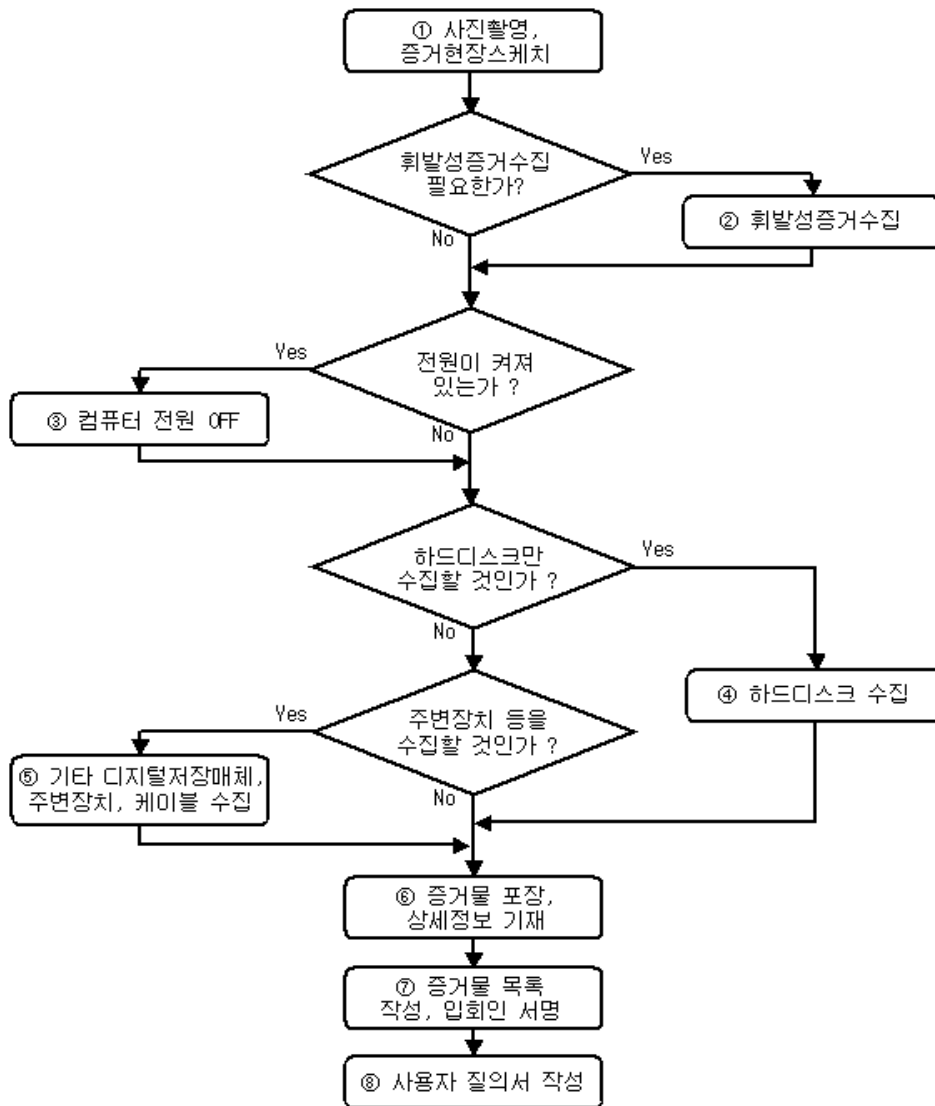 ① 사진촬영,
증거현장스케치
휘발성증거수집
필요한가?
Yes
② 휘발성증거수집
No
전원이 켜져
있는가 ?
Yes
③ 컴퓨터 전원 OFF
No
하드디스크만
수집할 것인가 ?
Yes
No
④ 하드디스크 수집
주변장치 등을
수집할 것인가 ?
Yes
⑤ 기타 디지털저장매체,
주변장치, 케이블 수집
No
⑥ 증거물 포장,
상세정보 기재
⑦ 증거물 목록
작성, 입회인 서명
⑧ 사용자 질의서 작성